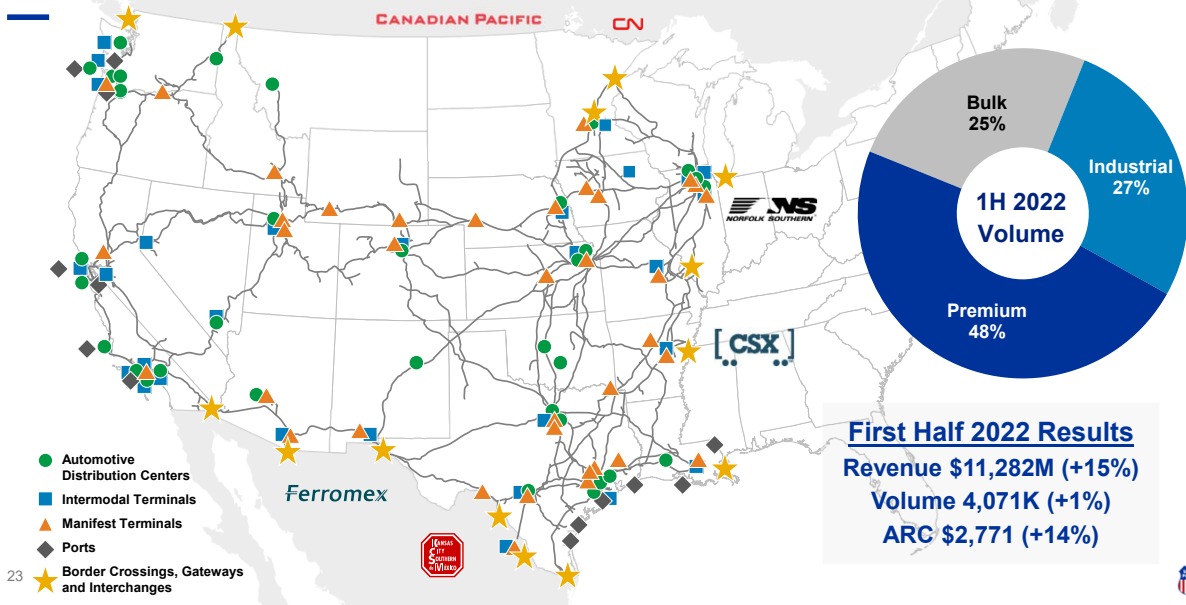 CANADIAN PACIFIC
CN
Bulk
25%
Industrial
27%
1H 2022
Volume
Premium
48%
NS
NORFOLK SOUTHERN
[CSX]
First Half 2022 Results
Revenue $11,282M (+15%)
Volume 4,071K (+1%)
ARC $2,771 (+14%)
Automotive
Distribution Centers
Intermodal Terminals
Manifest Terminals
Ports
Border Crossings, Gateways
and Interchanges
Ferromex
KANSAS
CITY
SOUTHERN
de MEXICO
23